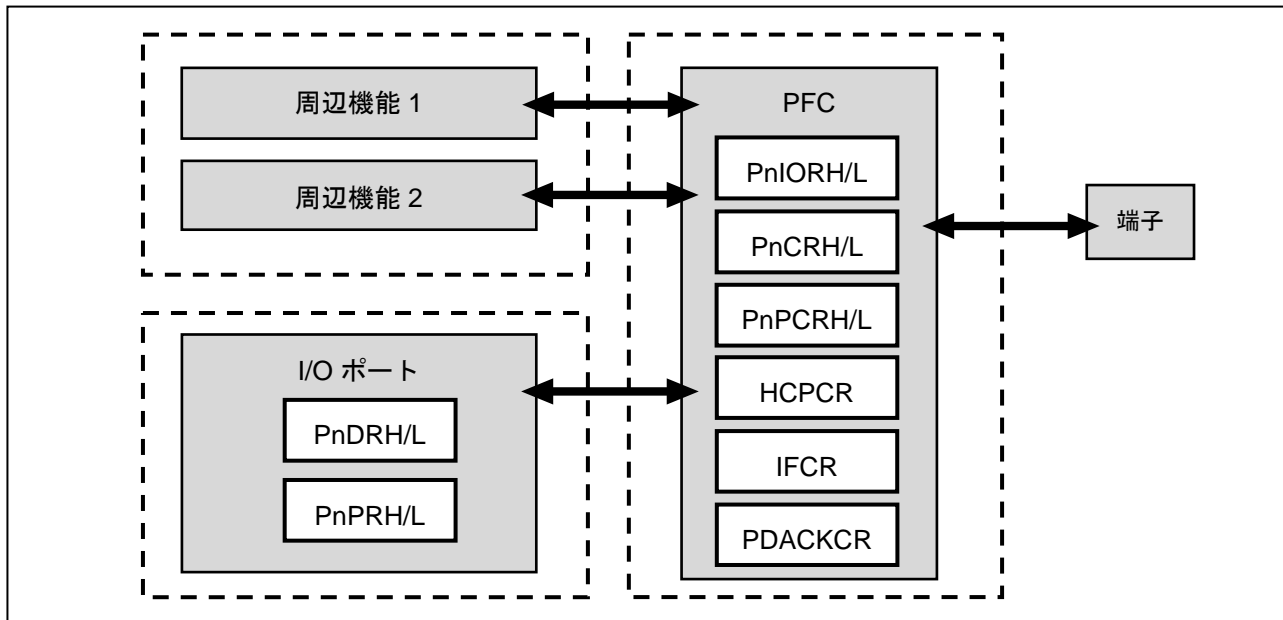 周辺機能 1
周辺機能 2
I/O ポート
PnDRH/L
PnPRH/L
PFC
PnIORH/L
PnCRH/L
PnPCRH/L
HCPCR
IFCR
PDACKCR
端子